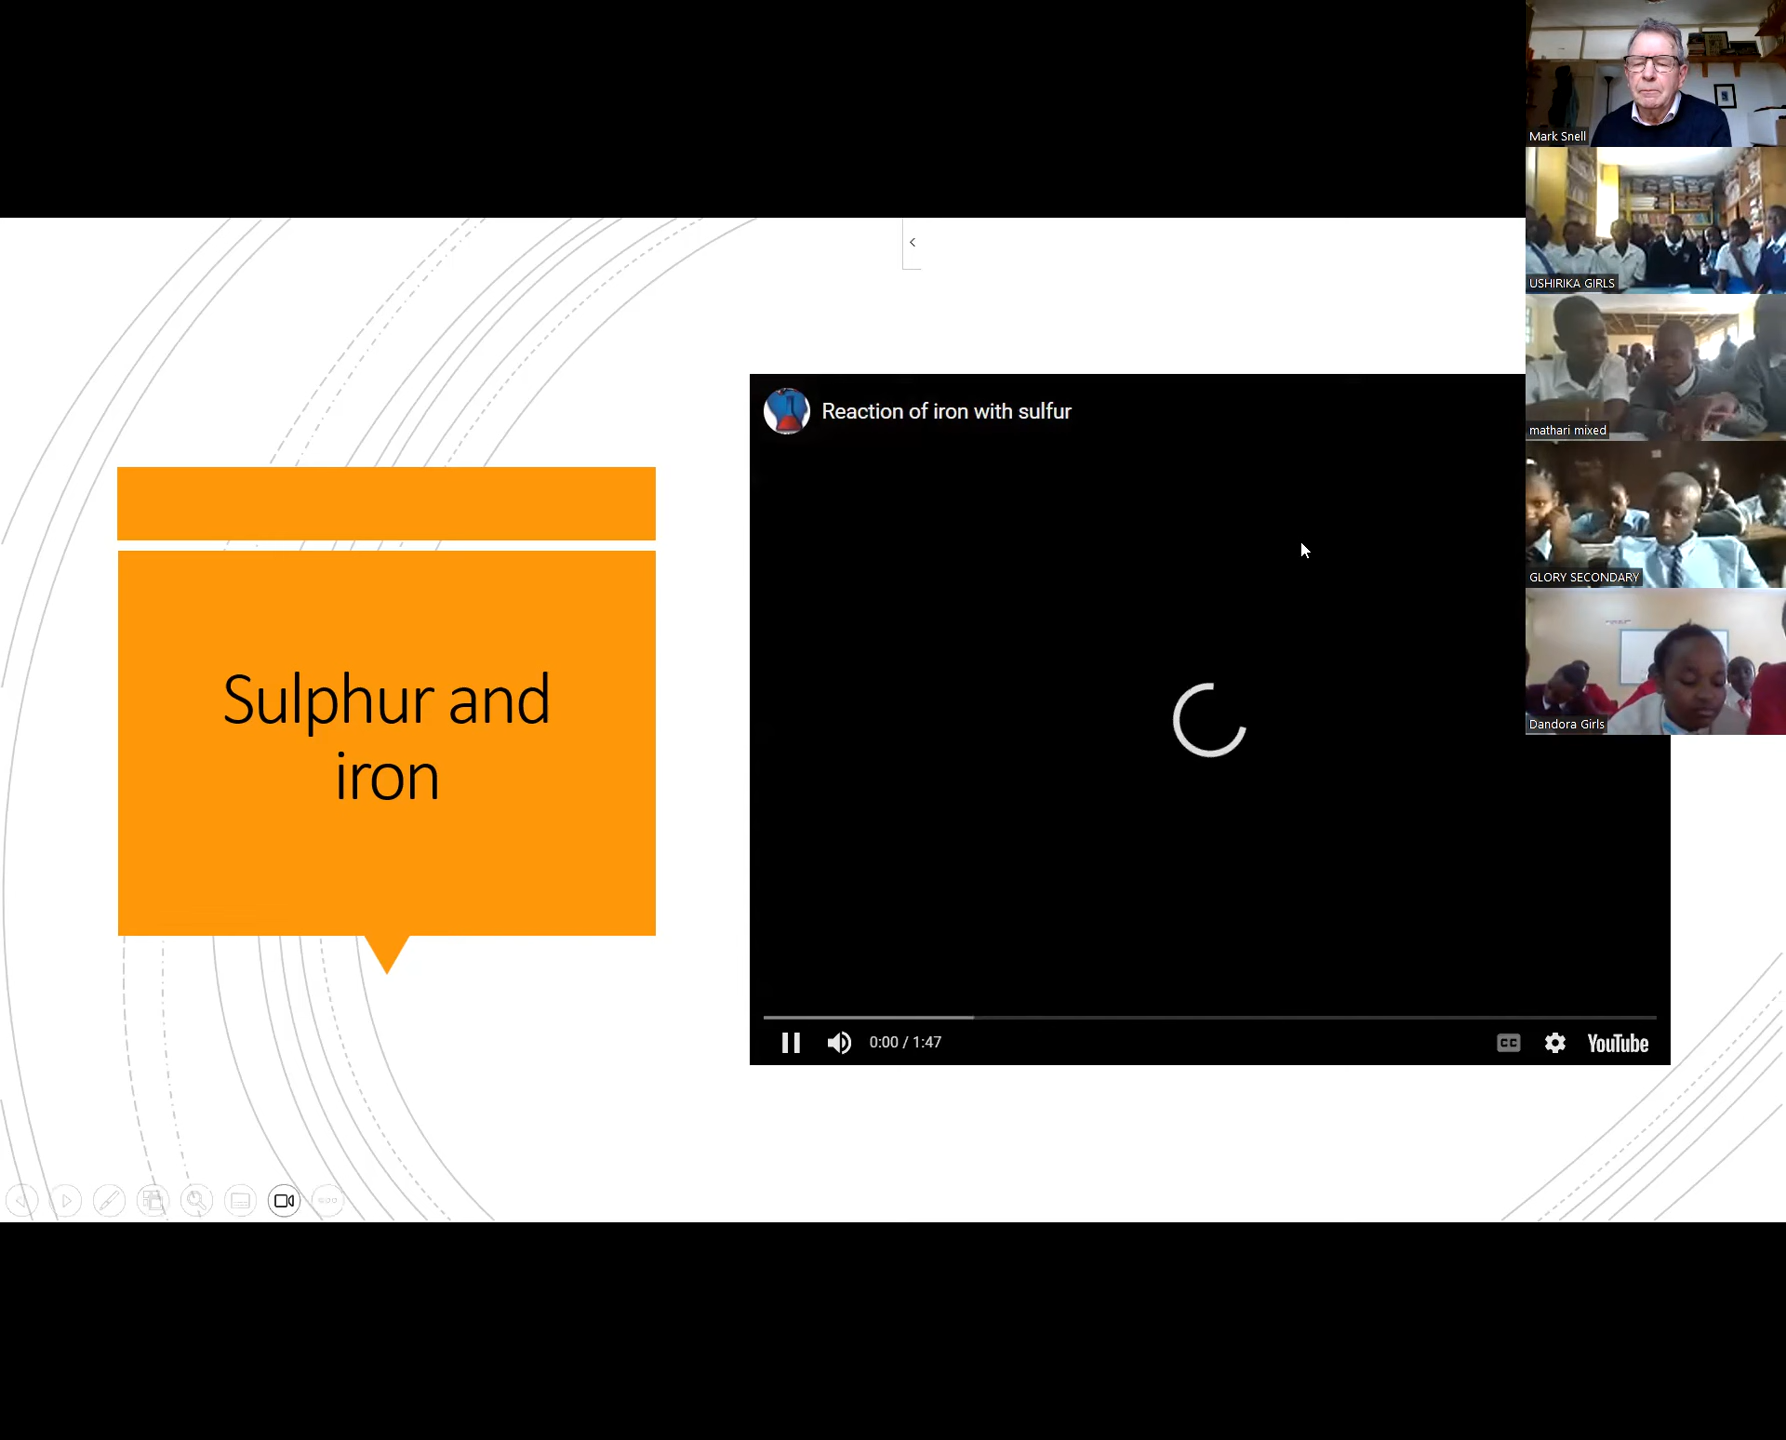 Mark Snell
USHIRIKA GIRLS
mathari mixed
GLORY SECONDARY
Dandora Girls
Sulphur and
iron
Reaction of iron with sulfur
0:00 / 1:47
CC
YouTube